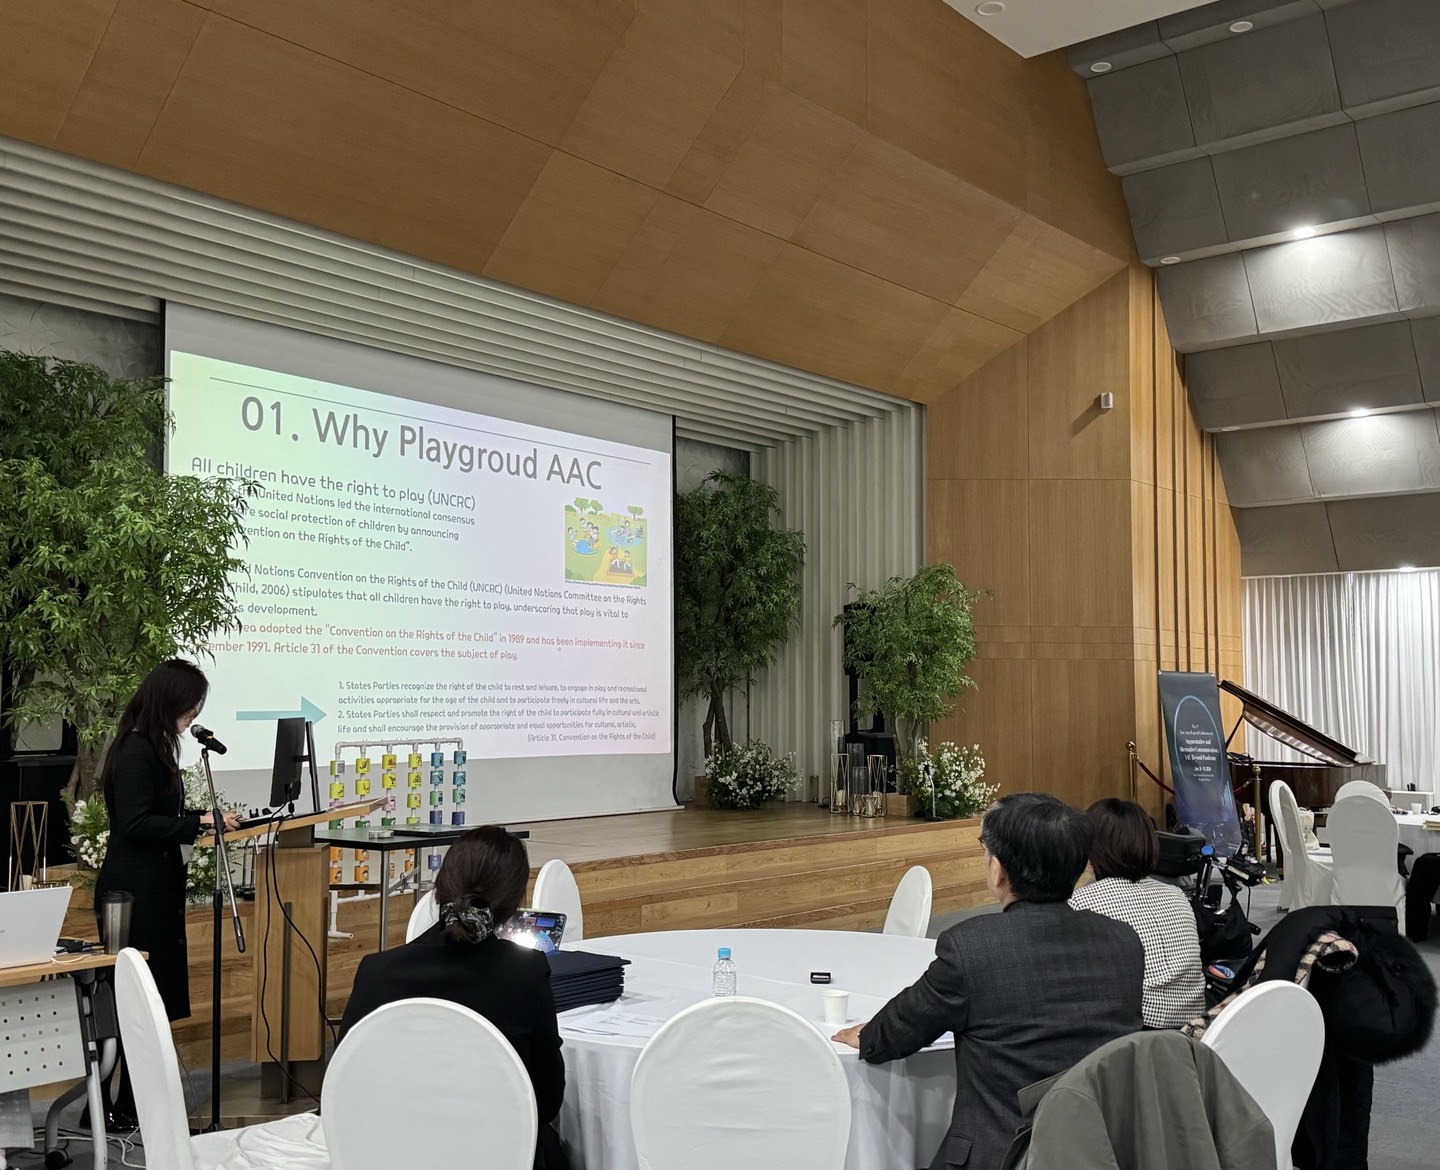 01. Why Playgroud AAC
All children have the right to play (UNCRC)
the United Nations led the international consensus
social protection of children by announcing
on the Rights of the Child".
Nations Convention on the Rights of the Child (UNCRC) (United Nations Committee on the Rights
Child, 2006) stipulates that all children have the right to play, underscoring that play is vital to
development.
adopted the "Convention on the Rights of the Child" in 1989 and has been implementing it since
1991. Article 31 of the Convention covers the subject of play.
1. States Parties recognize the right of the child to rest and leisure, to engage in play and recreational
activities appropriate for the age of the child and to participate freely in cultural life and the arts.
2. States Parties shall respect and promote the right of the child to participate fully in cultural and artistic
life and shall encourage the provision of appropriate and equal opportunities for cultural, artistic.
(Article 31. Convention on the Rights of the Child)
Augmentative and
Alternative Communication:
AAC Beyond Pandemic